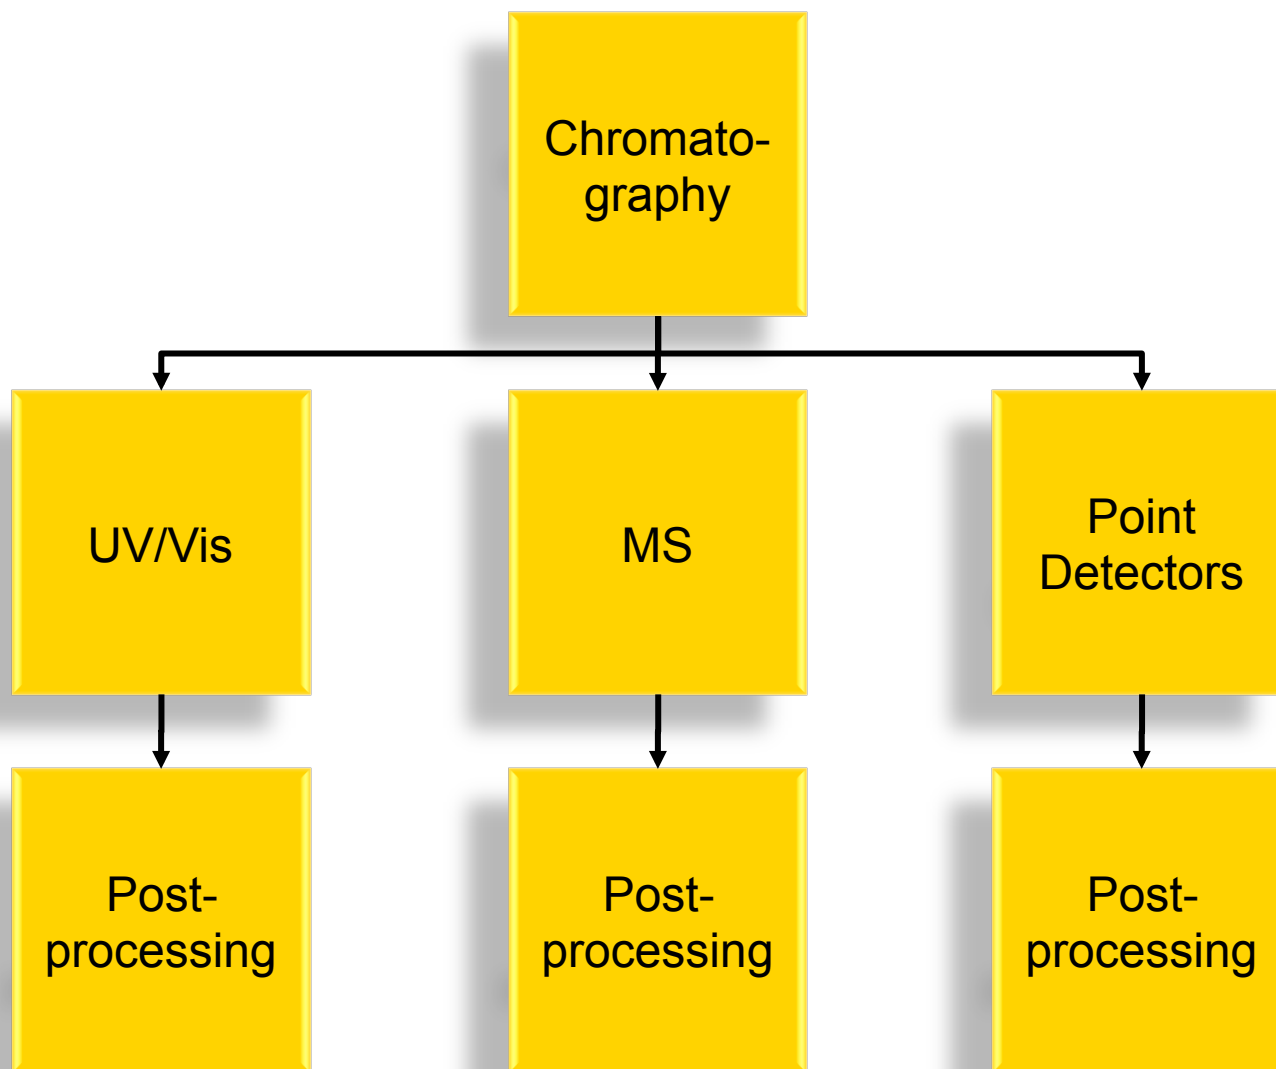 Chromato-
graphy
UV/Vis
MS
Point
Detectors
Post-
processing
Post-
processing
Post-
processing